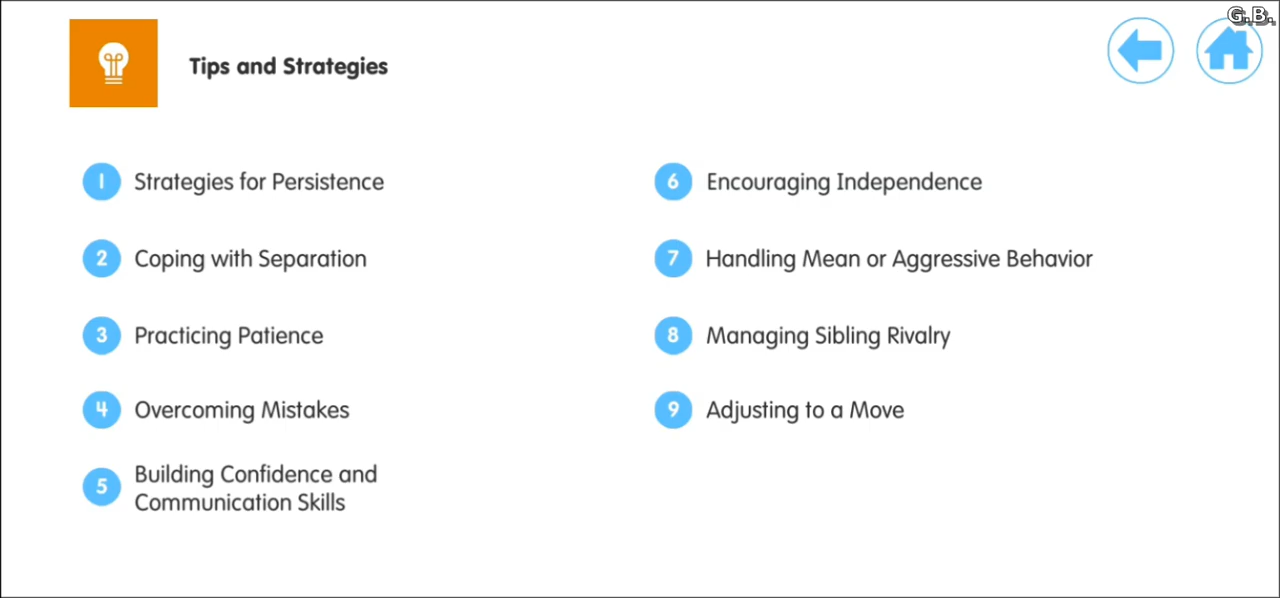 G.B.
Tips and Strategies
1 Strategies for Persistence
2 Coping with Separation
3 Practicing Patience
4 Overcoming Mistakes
5 Building Confidence and
Communication Skills
6 Encouraging Independence
7 Handling Mean or Aggressive Behavior
8 Managing Sibling Rivalry
9 Adjusting to a Move